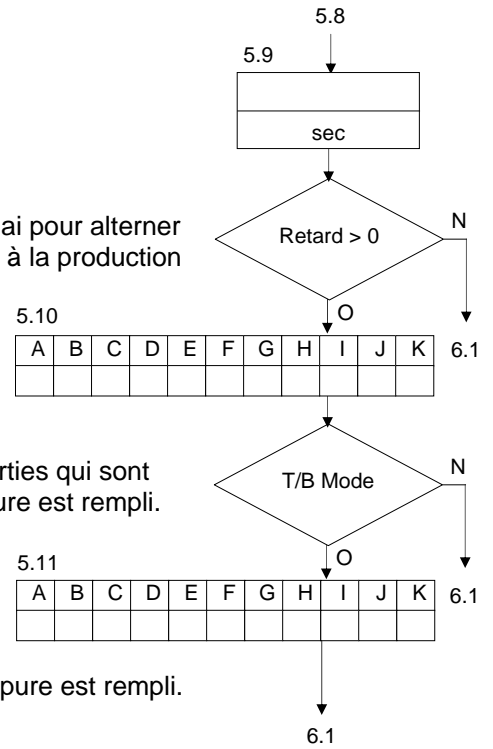 5.8
5.9
sec
ai pour alterner
à la production
Retard > 0
N
O
5.10
A B C D E F G H I J K
6.1
rties qui sont
ure est rempli.
T/B Mode
N
O
5.11
A B C D E F G H I J K
6.1
pure est rempli.
6.1